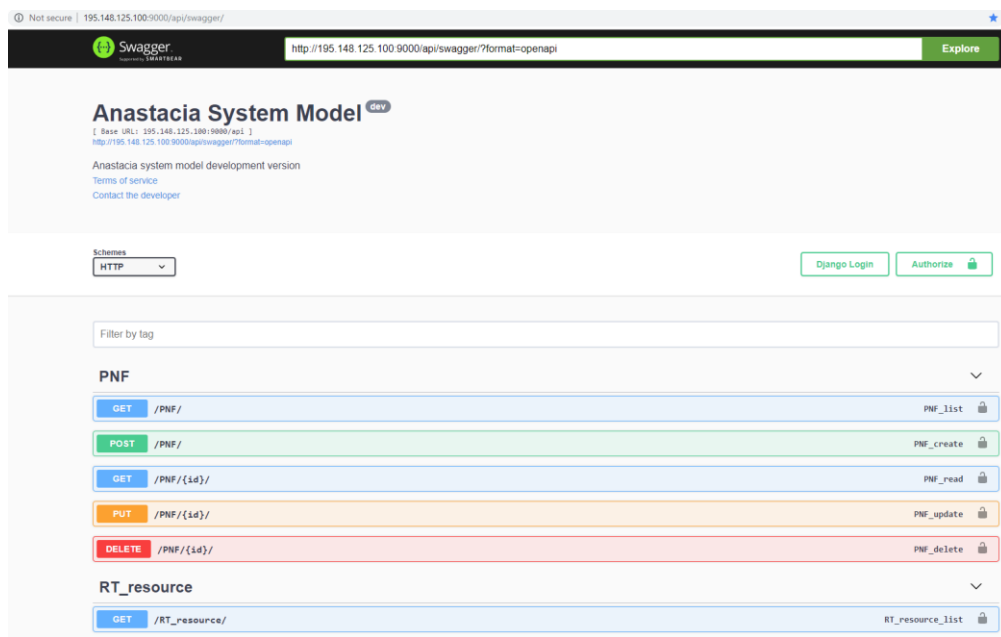 Not secure | 195.148.125.100:9000/api/swagger/
Swagger. http://195.148.125.100:9000/api/swagger/?format=openapi Explore
Supported by SMARTBEAR
Anastacia System Model dev
[ Base URL: 195.148.125.100:9000/api ]
http://195.148.125.100:9000/api/swagger/?format=openapi
Anastacia system model development version
Terms of service
Contact the developer
Schemes
HTTP Django Login Authorize
Filter by tag
PNF
GET /PNF/ PNF_list
POST /PNF/ PNF_create
GET /PNF/{id}/ PNF_read
PUT /PNF/{id}/ PNF_update
DELETE /PNF/{id}/ PNF_delete
RT_resource
GET /RT_resource/ RT_resource_list